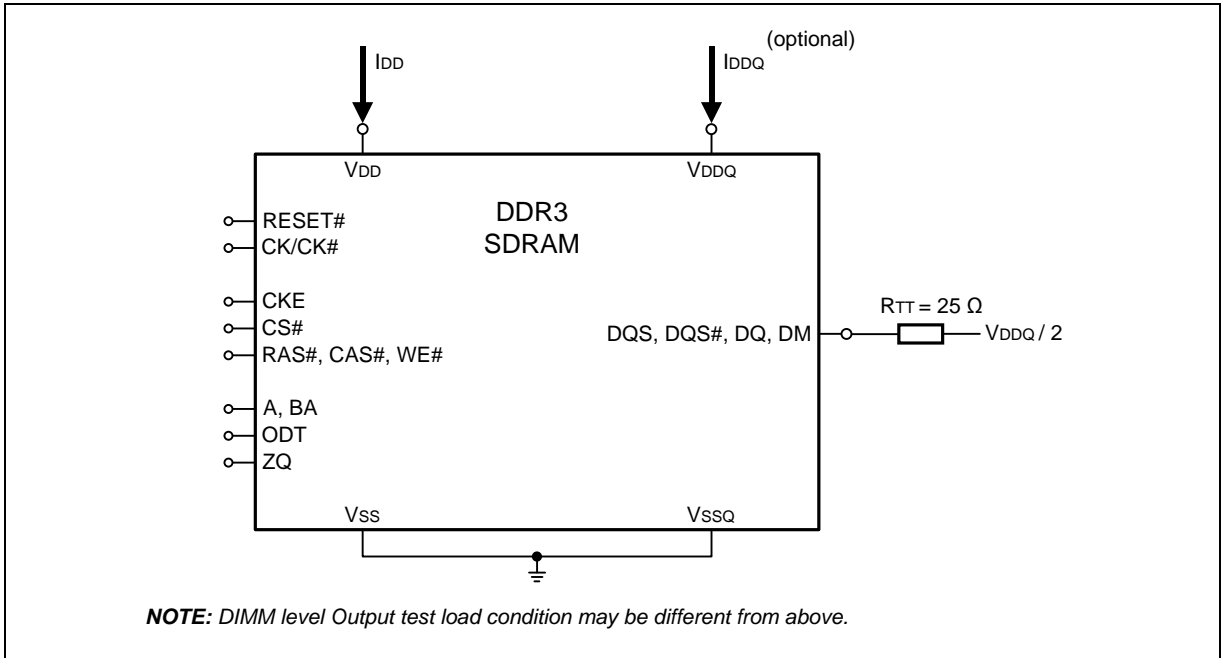 (optional)
IDD
IDDQ
VDD
VDDQ
DDR3
SDRAM
RESET#
CK/CK#
CKE
CS#
RAS#, CAS#, WE#
A, BA
ODT
ZQ
DQS, DQS#, DQ, DM
RTT = 25 Ω
VDDQ / 2
VSS
VSSQ
NOTE: DIMM level Output test load condition may be different from above.